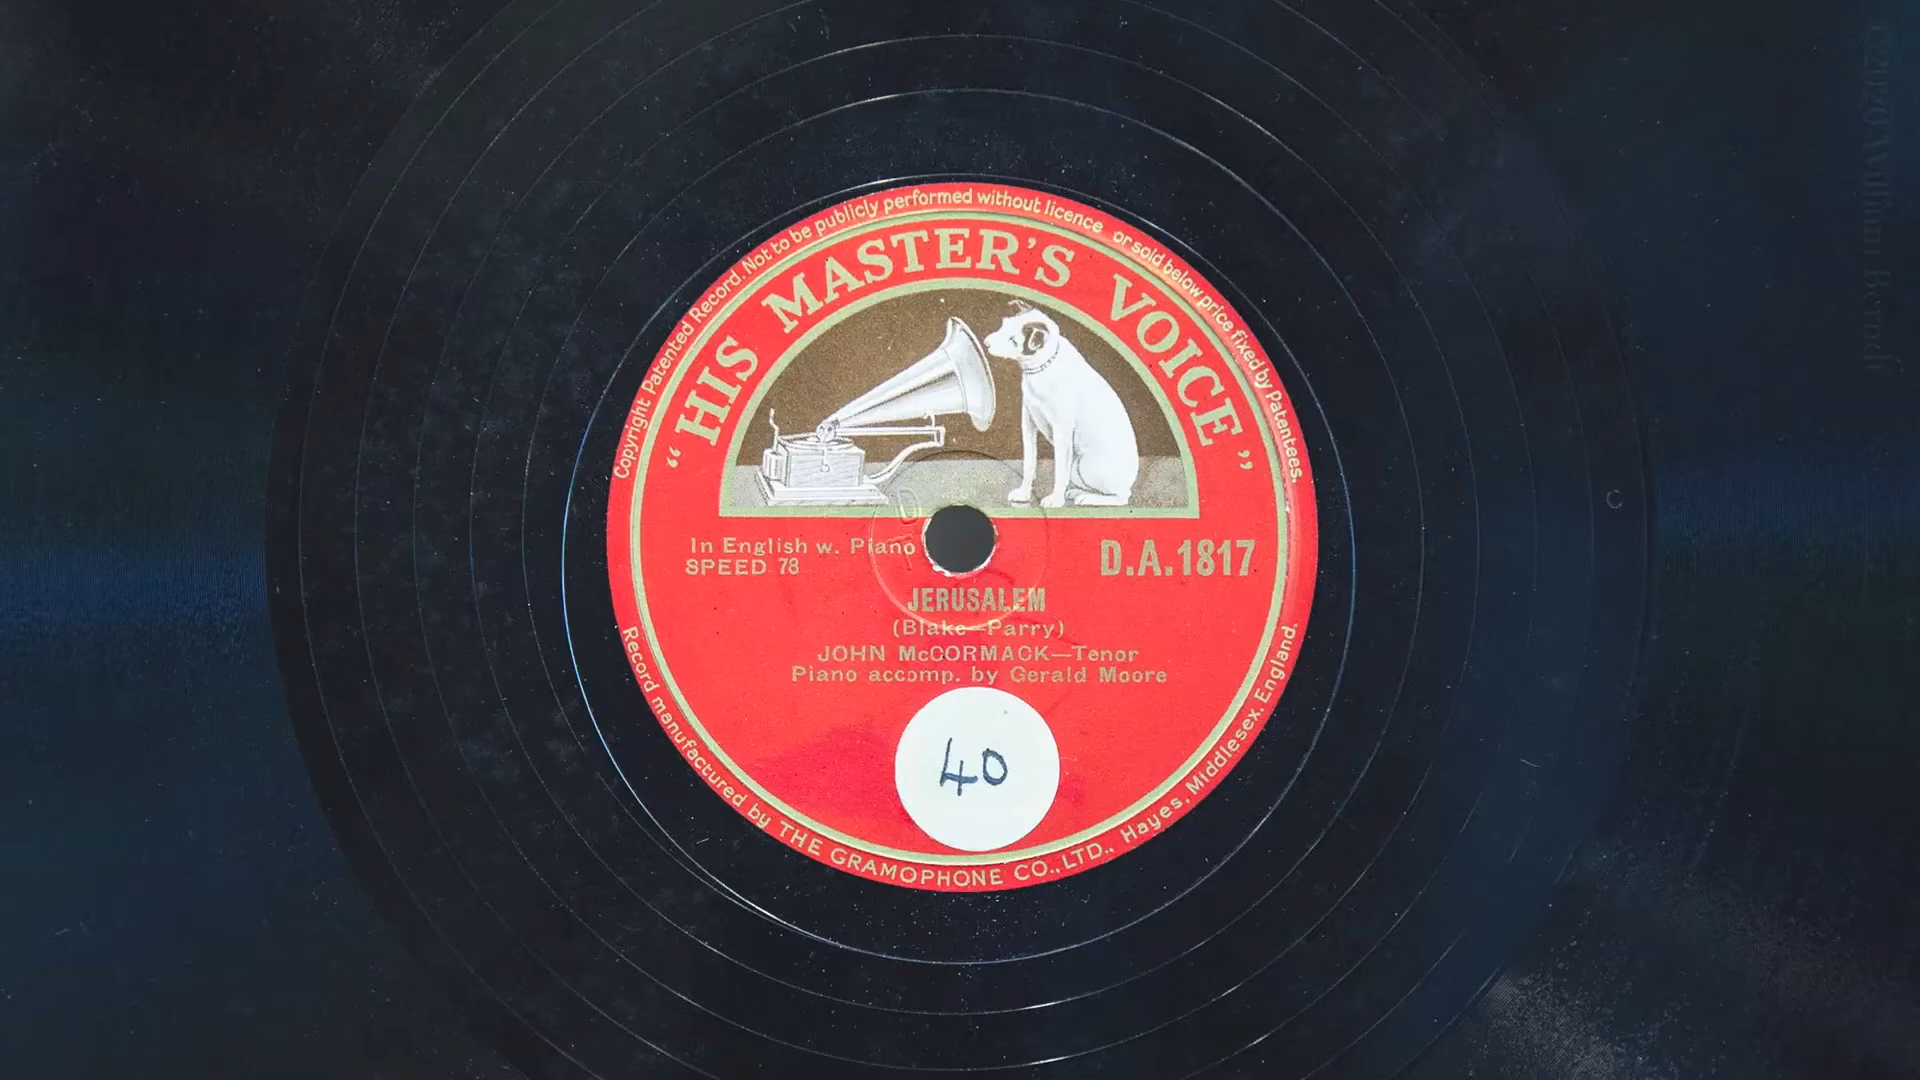 Copyright Patented Record. Not to be publicly performed without licence or sold below price fixed by Patentees.
"HIS MASTER'S VOICE"
In English w. Piano
SPEED 78
D.A.1817
JERUSALEM
(Blake—Parry)
JOHN McCORMACK—Tenor
Piano accomp. by Gerald Moore
40
Record manufactured by THE GRAMOPHONE CO., LTD., Hayes, Middlesex, England.